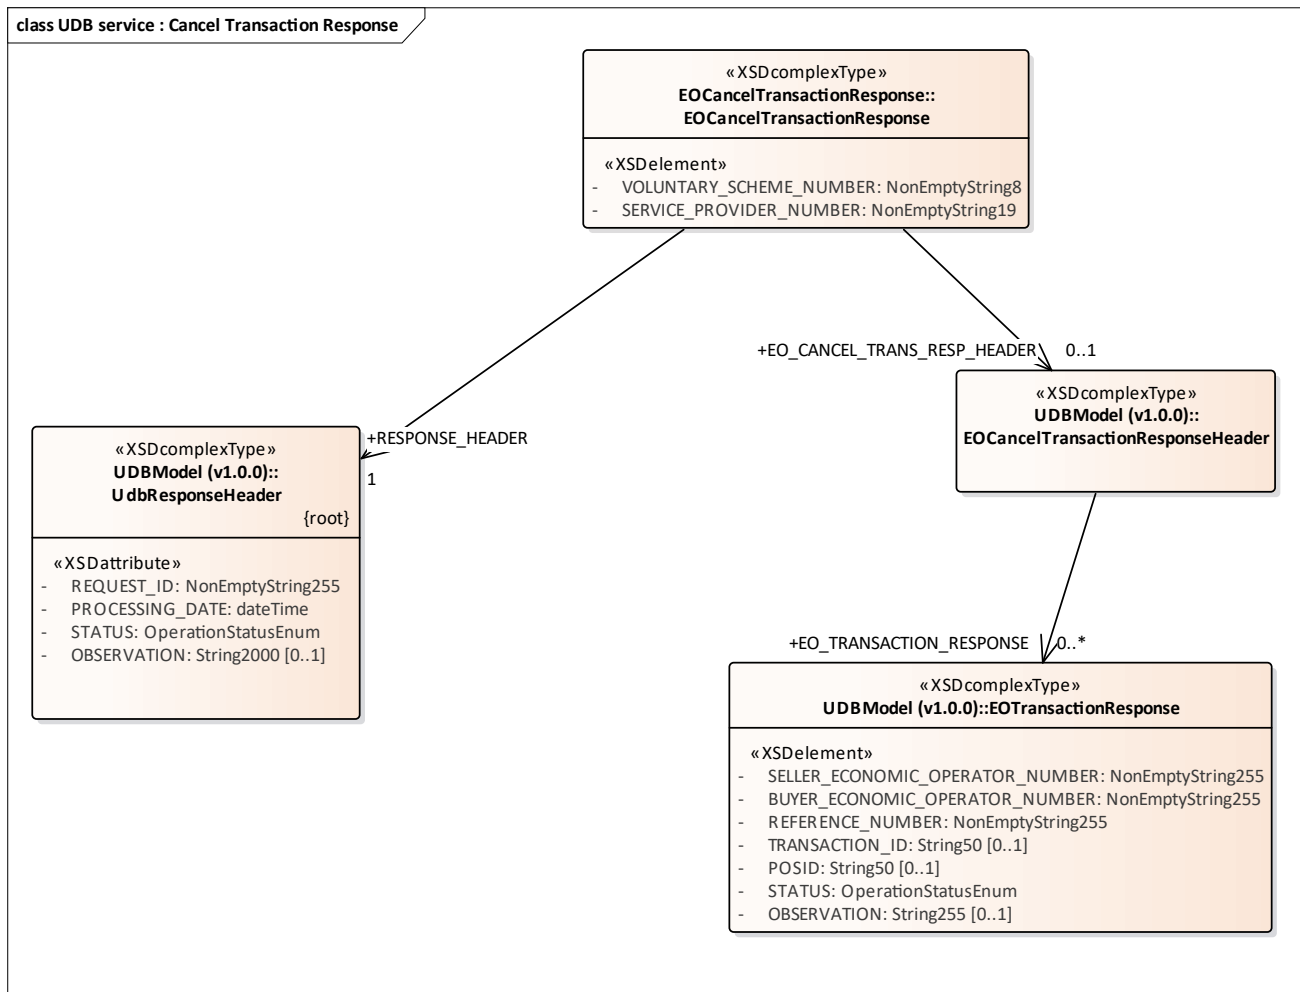 class UDB service : Cancel Transaction Response
«XSDcomplexType»
EOCancelTransactionResponse::
EOCancelTransactionResponse
«XSDelement»
- VOLUNTARY_SCHEME_NUMBER: NonEmptyString8
- SERVICE_PROVIDER_NUMBER: NonEmptyString19
+EO_CANCEL_TRANS_RESP_HEADER 0..1
«XSDcomplexType»
UDBModel (v1.0.0)::
EOCancelTransactionResponseHeader
+RESPONSE_HEADER
1
«XSDcomplexType»
UDBModel (v1.0.0)::
UdbResponseHeader
{root}
«XSDattribute»
- REQUEST_ID: NonEmptyString255
- PROCESSING_DATE: dateTime
- STATUS: OperationStatusEnum
- OBSERVATION: String2000 [0..1]
+EO_TRANSACTION_RESPONSE 0..*
«XSDcomplexType»
UDBModel (v1.0.0)::EOTransactionResponse
«XSDelement»
- SELLER_ECONOMIC_OPERATOR_NUMBER: NonEmptyString255
- BUYER_ECONOMIC_OPERATOR_NUMBER: NonEmptyString255
- REFERENCE_NUMBER: NonEmptyString255
- TRANSACTION_ID: String50 [0..1]
- POSID: String50 [0..1]
- STATUS: OperationStatusEnum
- OBSERVATION: String255 [0..1]